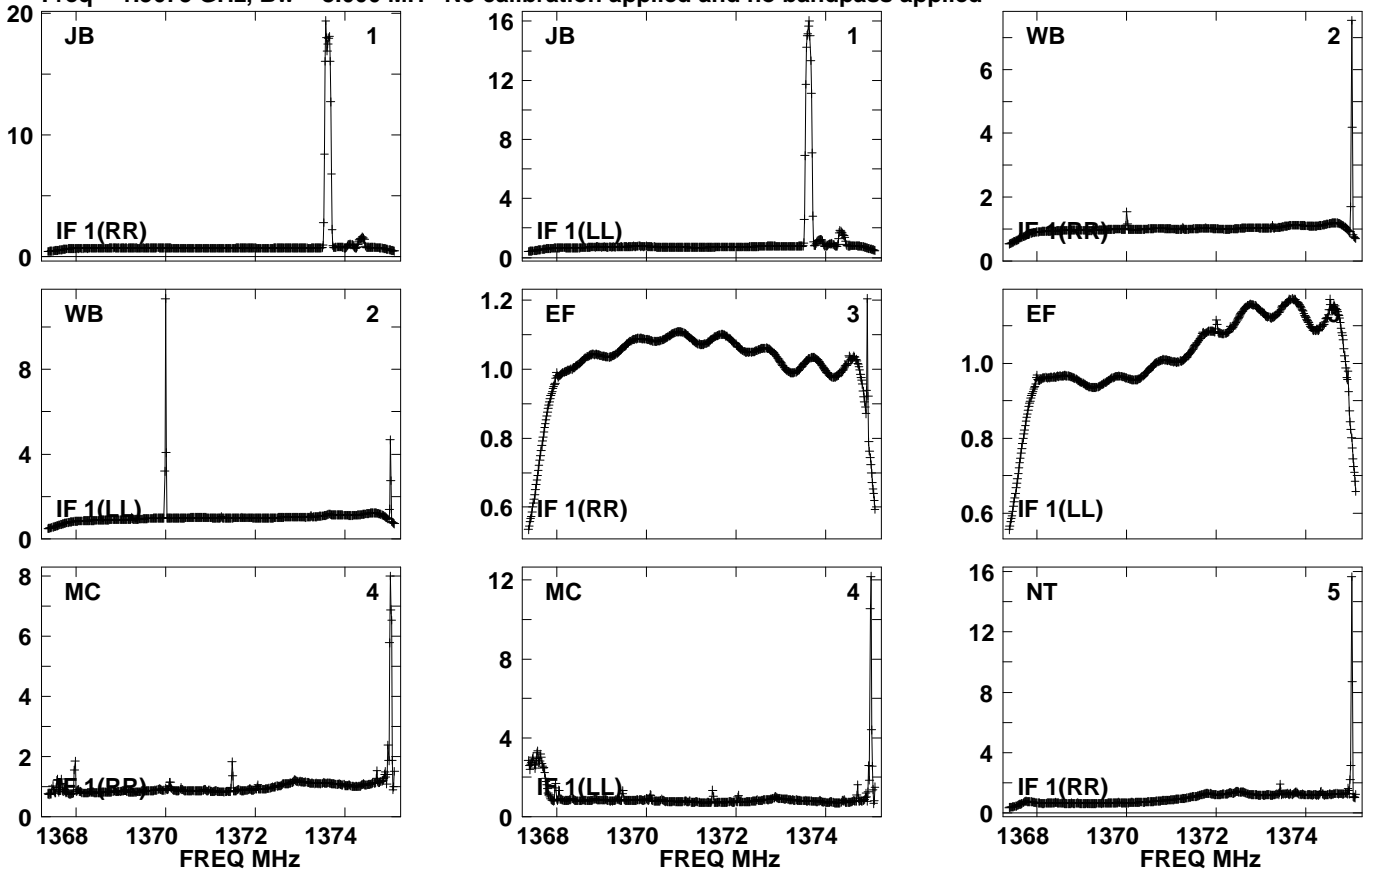 No calibration applied and no bandpass applied
JB 1
20
10
0
IF 1(RR)
JB 1
16
12
8
4
0
IF 1(LL)
WB 2
6
4
2
0
IF 1(RR)
WB 2
8
4
0
IF 1(LL)
EF 3
1.2
1.0
0.8
0.6
IF 1(RR)
EF
1.0
0.8
0.6
IF 1(LL)
MC 4
8
6
4
2
0
IF 1(RR)
1368 1370 1372 1374
FREQ MHz
MC 4
12
8
4
0
IF 1(LL)
1368 1370 1372 1374
FREQ MHz
NT 5
16
12
8
4
0
IF 1(RR)
1368 1370 1372 1374
FREQ MHz